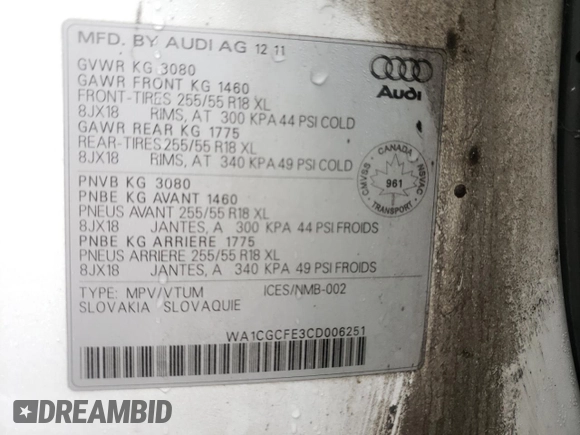 MFD. BY AUDI AG 12 11
GVWR KG 3080
GAWR FRONT KG 1460
FRONT-TIRES 255/55 R18 XL
8JX18 RIMS, AT 300 KPA 44 PSI COLD
GAWR REAR KG 1775
REAR-TIRES 255/55 R18 XL
8JX18 RIMS, AT 340 KPA 49 PSI COLD
Audi
CANADA
CMVSS
NSVAC
961
TRANSPORT
PNVB KG 3080
PNBE KG AVANT 1460
PNEUS AVANT 255/55 R18 XL
8JX18 JANTES, A 300 KPA 44 PSI FROIDS
PNBE KG ARRIERE 1775
PNEUS ARRIERE 255/55 R18 XL
8JX18 JANTES, A 340 KPA 49 PSI FROIDS
TYPE: MPV/VTUM ICES/NMB-002
SLOVAKIA SLOVAQUIE
WA1CGCFE3CD006251
DREAMBID